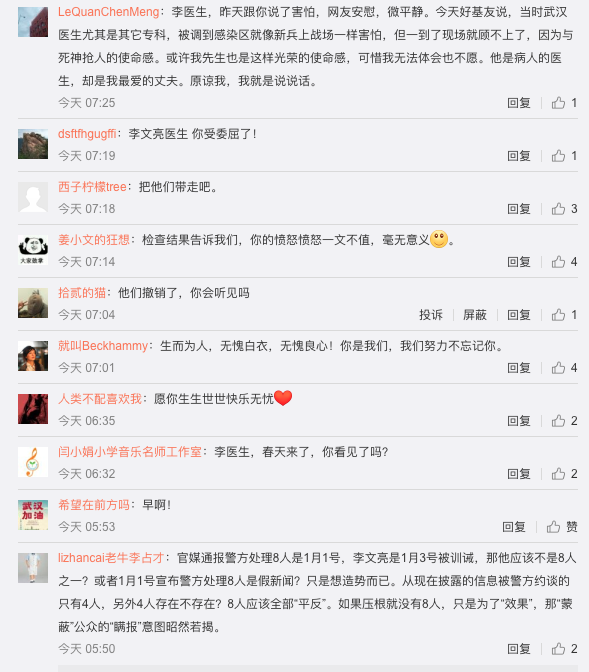 LeQuanChenMeng：李医生，昨天跟你说了害怕，网友安慰，微平静。今天好基友说，当时武汉
医生尤其是其它专科，被调到感染区就像新兵上战场一样害怕，但一到了现场就顾不上了，因为与
死神抢人的使命感。或许我先生也是这样光荣的使命感，可惜我无法体会也不愿。他是病人的医
生，却是我最爱的丈夫。原谅我，我就是说说话。
今天 07:25 回复 1
dsftfhgugffi：李文亮医生 你受委屈了！
今天 07:19 回复 1
西子柠檬tree：把他们带走吧。
今天 07:18 回复 3
大家救掌
姜小文的狂想：检查结果告诉我们，你的愤怒愤怒一文不值，毫无意义。
今天 07:14 回复 4
拾贰的猫：他们撤销了，你会听见吗
今天 07:04 投诉 屏蔽 回复 1
就叫Beckhammy：生而为人，无愧白衣，无愧良心！你是我们，我们努力不忘记你。
今天 07:01 回复 4
人类不配喜欢我：愿你生生世世快乐无忧
今天 06:35 回复 2
闫小娟小学音乐名师工作室：李医生，春天来了，你看见了吗？
今天 06:32 回复 2
武汉
加油
希望在前方吗：早啊！
今天 05:53 回复 赞
lizhancai老牛李占才：官媒通报警方处理8人是1月1号，李文亮是1月3号被训诫，那他应该不是8人
之一？或者1月1号宣布警方处理8人是假新闻？只是想造势而已。从现在披露的信息被警方约谈的
只有4人，另外4人存在不存在？8人应该全部“平反”。如果压根就没有8人，只是为了“效果”，那“蒙
蔽”公众的“瞒报”意图昭然若揭。
今天 05:50 回复 2